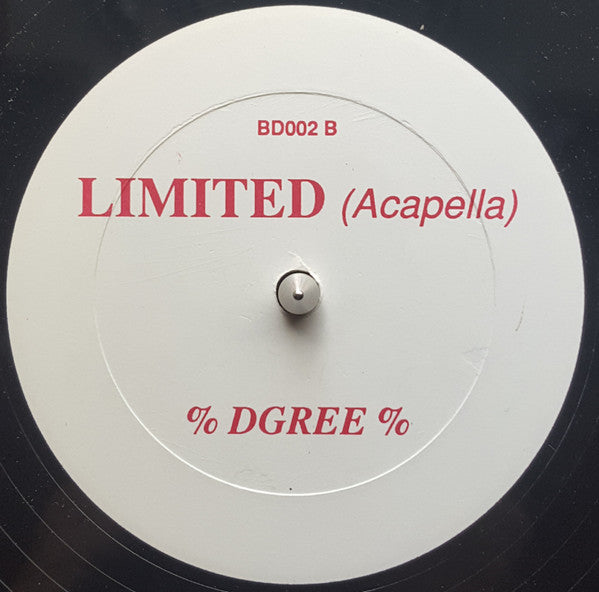 BD002 B
LIMITED (Acapella)
% DGREE %